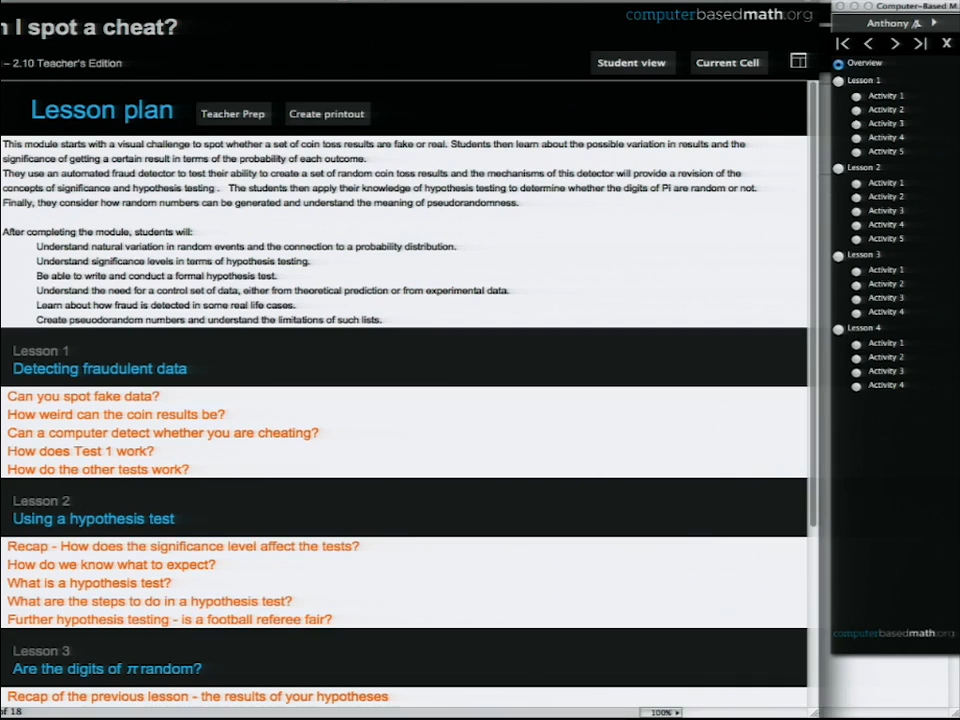 n I spot a cheat?
computerbasedmath.org
– 2.10 Teacher's Edition
Student view
Current Cell
Lesson plan
Teacher Prep
Create printout
This module starts with a visual challenge to spot whether a set of coin toss results are fake or real. Students then learn about the possible variation in results and the
significance of getting a certain result in terms of the probability of each outcome.
They use an automated fraud detector to test their ability to create a set of random coin toss results and the mechanisms of this detector will provide a revision of the
concepts of significance and hypothesis testing . The students then apply their knowledge of hypothesis testing to determine whether the digits of Pi are random or not.
Finally, they consider how random numbers can be generated and understand the meaning of pseudorandomness.
After completing the module, students will:
Understand natural variation in random events and the connection to a probability distribution.
Understand significance levels in terms of hypothesis testing.
Be able to write and conduct a formal hypothesis test.
Understand the need for a control set of data, either from theoretical prediction or from experimental data.
Learn about how fraud is detected in some real life cases.
Create pseuodorandom numbers and understand the limitations of such lists.
Lesson 1
Detecting fraudulent data
Can you spot fake data?
How weird can the coin results be?
Can a computer detect whether you are cheating?
How does Test 1 work?
How do the other tests work?
Lesson 2
Using a hypothesis test
Recap - How does the significance level affect the tests?
How do we know what to expect?
What is a hypothesis test?
What are the steps to do in a hypothesis test?
Further hypothesis testing - is a football referee fair?
Lesson 3
Are the digits of π random?
Recap of the previous lesson - the results of your hypotheses
of 18
100%
Computer-Based M
Anthony
X
Overview
Lesson 1
Activity 1
Activity 2
Activity 3
Activity 4
Activity 5
Lesson 2
Activity 1
Activity 2
Activity 3
Activity 4
Activity 5
Lesson 3
Activity 1
Activity 2
Activity 3
Activity 4
Lesson 4
Activity 1
Activity 2
Activity 3
Activity 4
computerbasedmath.org